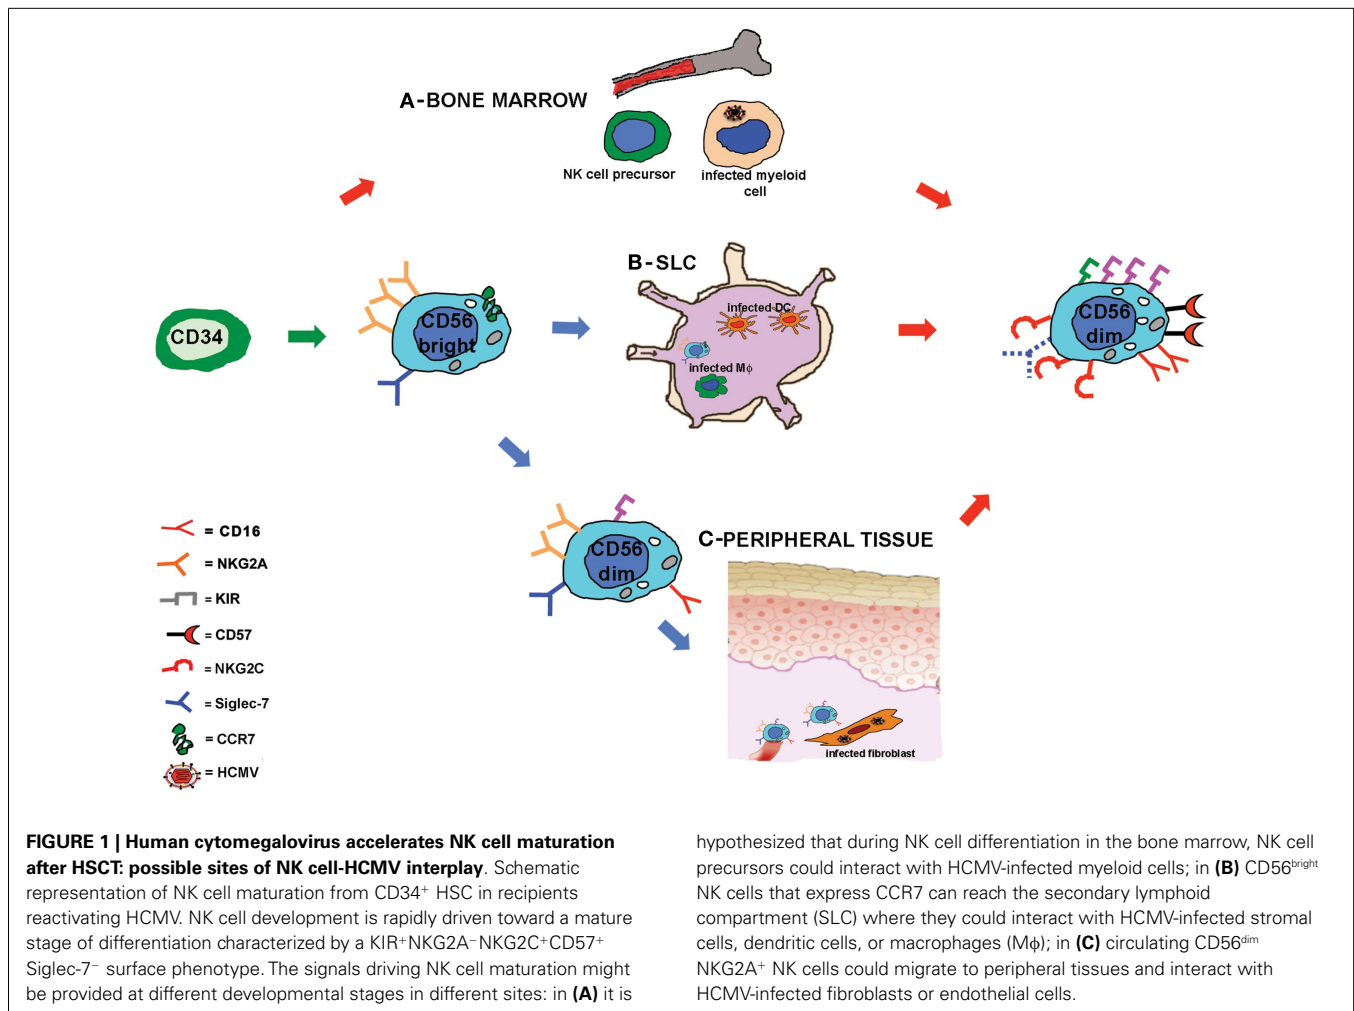 A-BONE MARROW
NK cell precursor
infected myeloid
cell
B-SLC
infected DC
infected Mϕ
CD34
CD56
bright
CD56
dim
CD56
dim
C-PERIPHERAL TISSUE
infected fibroblast
= CD16
= NKG2A
= KIR
= CD57
= NKG2C
= Siglec-7
= CCR7
= HCMV
FIGURE 1 | Human cytomegalovirus accelerates NK cell maturation
after HSCT: possible sites of NK cell-HCMV interplay. Schematic
representation of NK cell maturation from CD34⁺ HSC in recipients
reactivating HCMV. NK cell development is rapidly driven toward a mature
stage of differentiation characterized by a KIR⁺NKG2A⁻NKG2C⁺CD57⁺
Siglec-7⁻ surface phenotype. The signals driving NK cell maturation might
be provided at different developmental stages in different sites: in (A) it is
hypothesized that during NK cell differentiation in the bone marrow, NK cell
precursors could interact with HCMV-infected myeloid cells; in (B) CD56ᵇʳⁱᵍʰᵗ
NK cells that express CCR7 can reach the secondary lymphoid
compartment (SLC) where they could interact with HCMV-infected stromal
cells, dendritic cells, or macrophages (Mϕ); in (C) circulating CD56ᵈⁱᵐ
NKG2A⁺ NK cells could migrate to peripheral tissues and interact with
HCMV-infected fibroblasts or endothelial cells.